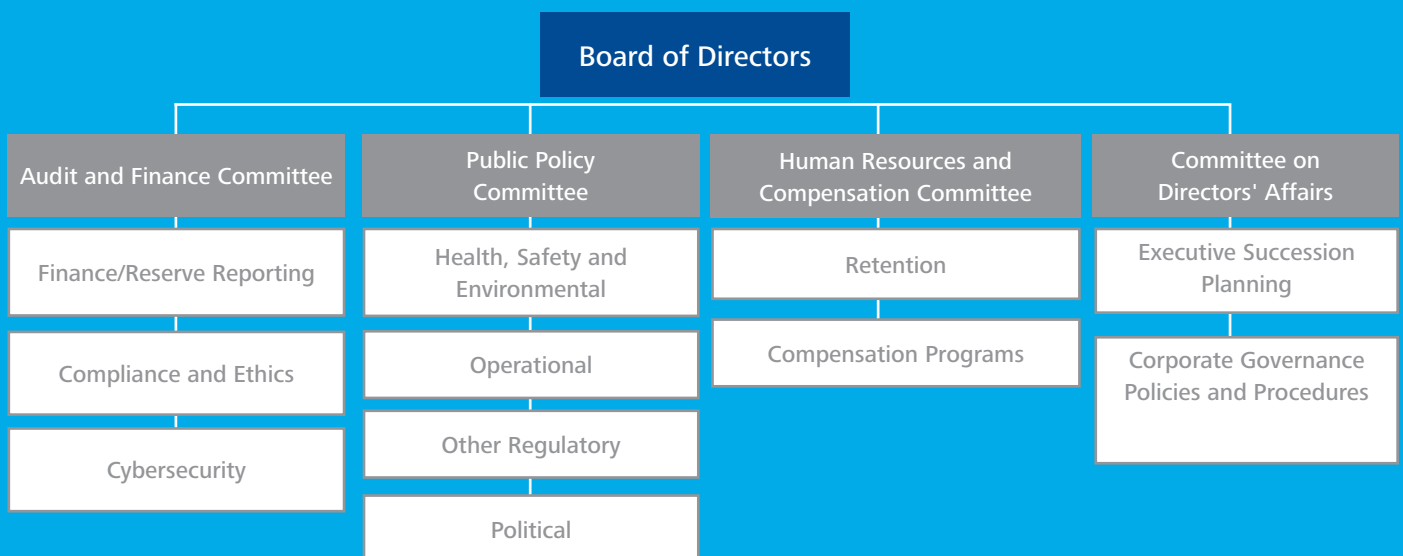 Board of Directors
Audit and Finance Committee
Finance/Reserve Reporting
Compliance and Ethics
Cybersecurity
Public Policy
Committee
Health, Safety and
Environmental
Operational
Other Regulatory
Political
Human Resources and
Compensation Committee
Retention
Compensation Programs
Committee on
Directors' Affairs
Executive Succession
Planning
Corporate Governance
Policies and Procedures